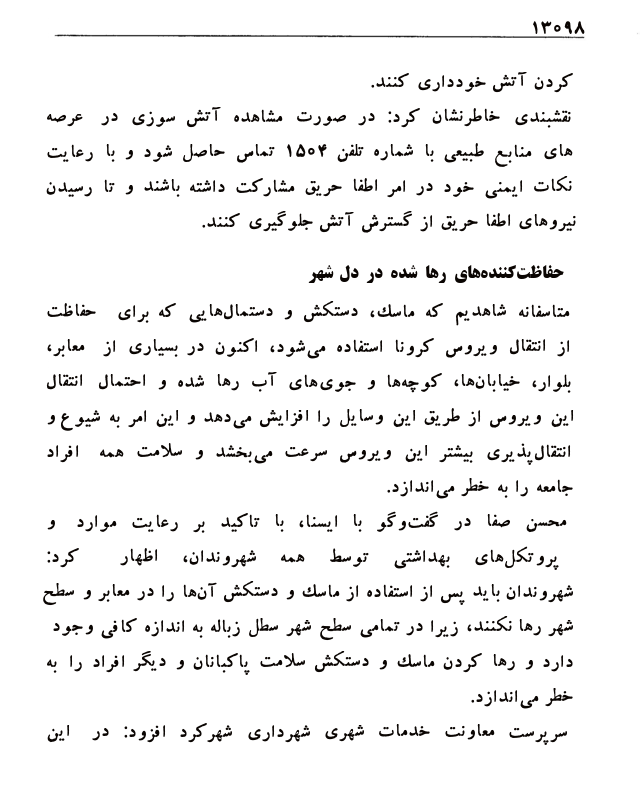 ۱۳۰۹۸
کردن آتش خودداری کنند.
نقشبندی خاطرنشان کرد: در صورت مشاهده آتش سوزی در عرصه
های منابع طبیعی با شماره تلفن ۱۵۰۴ تماس حاصل شود و با رعایت
نکات ایمنی خود در امر اطفا حریق مشارکت داشته باشند و تا رسیدن
نیروهای اطفا حریق از گسترش آتش جلوگیری کنند.
حفاظت‌کننده‌های رها شده در دل شهر
متاسفانه شاهدیم که ماسك، دستکش و دستمال‌هایی که برای حفاظت
از انتقال ویروس کرونا استفاده می‌شود، اکنون در بسیاری از معابر،
بلوار، خیابان‌ها، کوچه‌ها و جوی‌های آب رها شده و احتمال انتقال
این ویروس از طریق این وسایل را افزایش می‌دهد و این امر به شیوع و
انتقال‌پذیری بیشتر این ویروس سرعت می‌بخشد و سلامت همه افراد
جامعه را به خطر می‌اندازد.
محسن صفا در گفت‌وگو با ایسنا، با تاکید بر رعایت موارد و
پروتکل‌های بهداشتی توسط همه شهروندان، اظهار کرد:
شهروندان باید پس از استفاده از ماسك و دستکش آن‌ها را در معابر و سطح
شهر رها نکنند، زیرا در تمامی سطح شهر سطل زباله به اندازه کافی وجود
دارد و رها کردن ماسك و دستکش سلامت پاکبانان و دیگر افراد را به
خطر می‌اندازد.
سرپرست معاونت خدمات شهری شهرداری شهرکرد افزود: در این